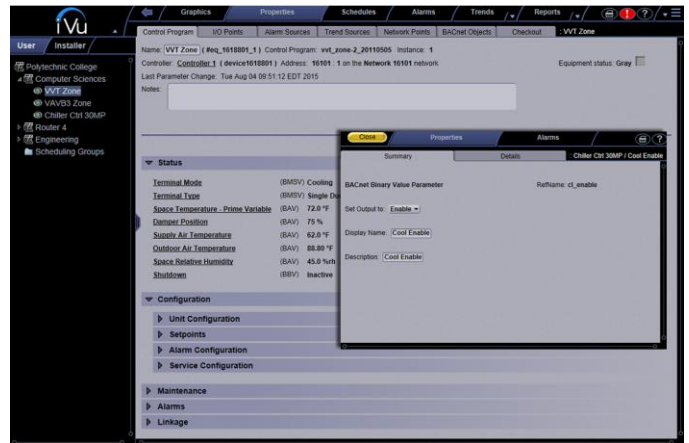 iVu
Graphics Properties Schedules Alarms Trends Reports
User Installer
Control Program I/O Points Alarm Sources Trend Sources Network Points BACnet Objects Checkout : VVT Zone
Polytechnic College
Computer Sciences
VVT Zone
VAVB3 Zone
Chiller Ctrl 30MP
Router 4
Engineering
Scheduling Groups
Name: VVT Zone ( #eq_1618801_1 ) Control Program: vvt_zone-2_20110505 Instance: 1
Controller: Controller 1 ( device1618801 ) Address: 16101 : 1 on the Network 16101 network
Equipment status: Gray
Last Parameter Change: Tue Aug 04 09:51:12 EDT 2015
Notes:
Status
Terminal Mode (BMSV) Cooling
Terminal Type (BMSV) Single Du
Space Temperature - Prime Variable (BAV) 72.0 °F
Damper Position (BAV) 75 %
Supply Air Temperature (BAV) 62.0 °F
Outdoor Air Temperature (BAV) 88.80 °F
Space Relative Humidity (BAV) 45.0 %rh
Shutdown (BBV) Inactive
Configuration
Unit Configuration
Setpoints
Alarm Configuration
Service Configuration
Maintenance
Alarms
Linkage
Close Properties Alarms
Summary Details : Chiller Ctrl 30MP / Cool Enable
BACnet Binary Value Parameter RefName: cl_enable
Set Output to: Enable
Display Name: Cool Enable
Description: Cool Enable